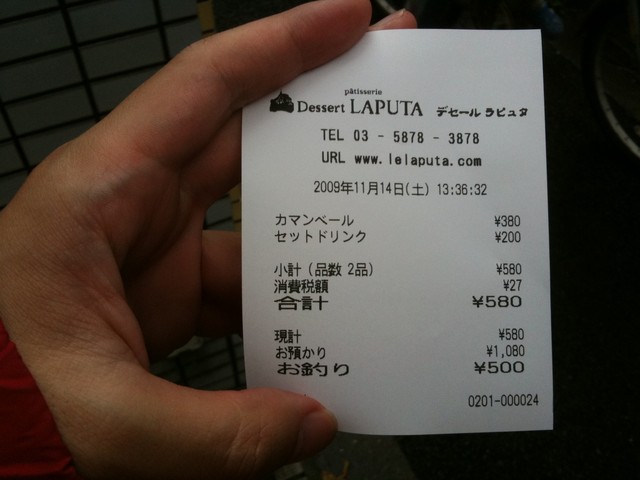 pâtisserie
Dessert LAPUTA デセール ラピュタ
TEL 03 - 5878 - 3878
URL www.lelaputa.com
2009年11月14日(土) 13:36:32
カマンベール ¥380
セットドリンク ¥200
小計(品数 2品) ¥580
消費税額 ¥27
合計 ¥580
現計 ¥580
お預かり ¥1,080
お釣り ¥500
0201-000024